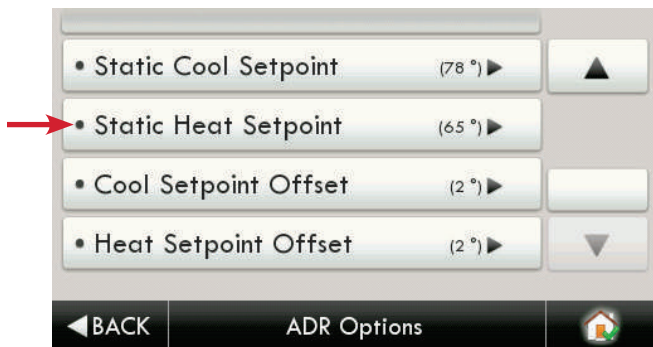 • Static Cool Setpoint (78 °)▶
• Static Heat Setpoint (65 °)▶
• Cool Setpoint Offset (2 °)▶
• Heat Setpoint Offset (2 °)▶
◀BACK ADR Options